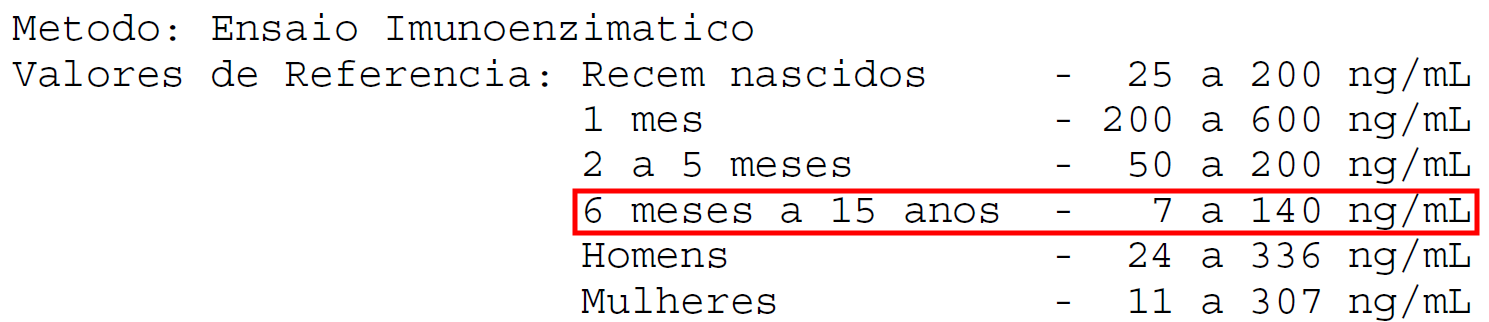 Metodo: Ensaio Imunoenzimatico
Valores de Referencia: Recem nascidos - 25 a 200 ng/mL
1 mes - 200 a 600 ng/mL
2 a 5 meses - 50 a 200 ng/mL
6 meses a 15 anos - 7 a 140 ng/mL
Homens - 24 a 336 ng/mL
Mulheres - 11 a 307 ng/mL